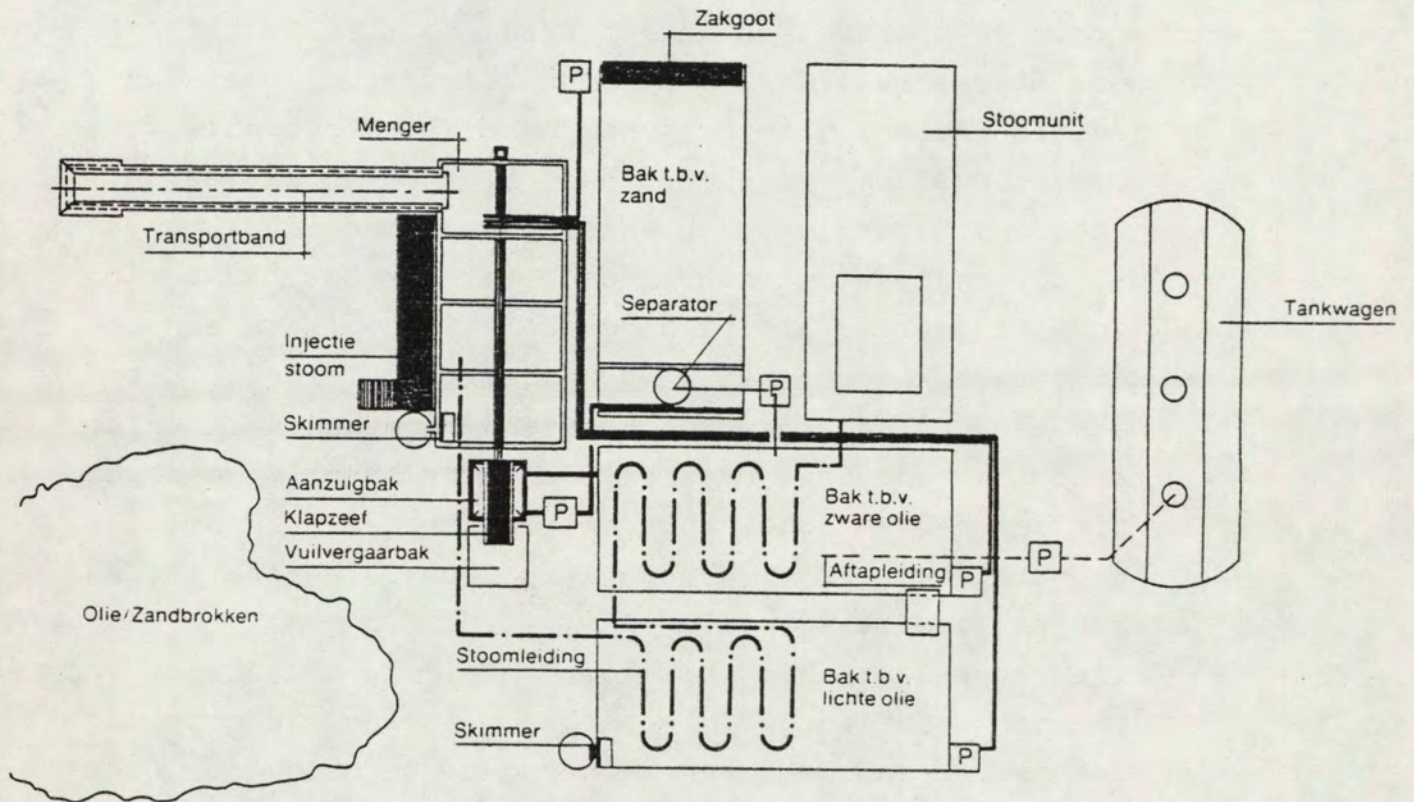 Zakgoot
P
Menger
Stoomunit
Bak t.b.v.
zand
Transportband
Separator
Tankwagen
Injectie
stoom
P
Skimmer
Aanzuigbak
Klapzeef
P
Vuilvergaarbak
Bak t.b.v.
zware olie
Aftapleiding
P
P
Olie/Zandbrokken
Stoomleiding
Bak t.b v.
lichte olie
Skimmer
P